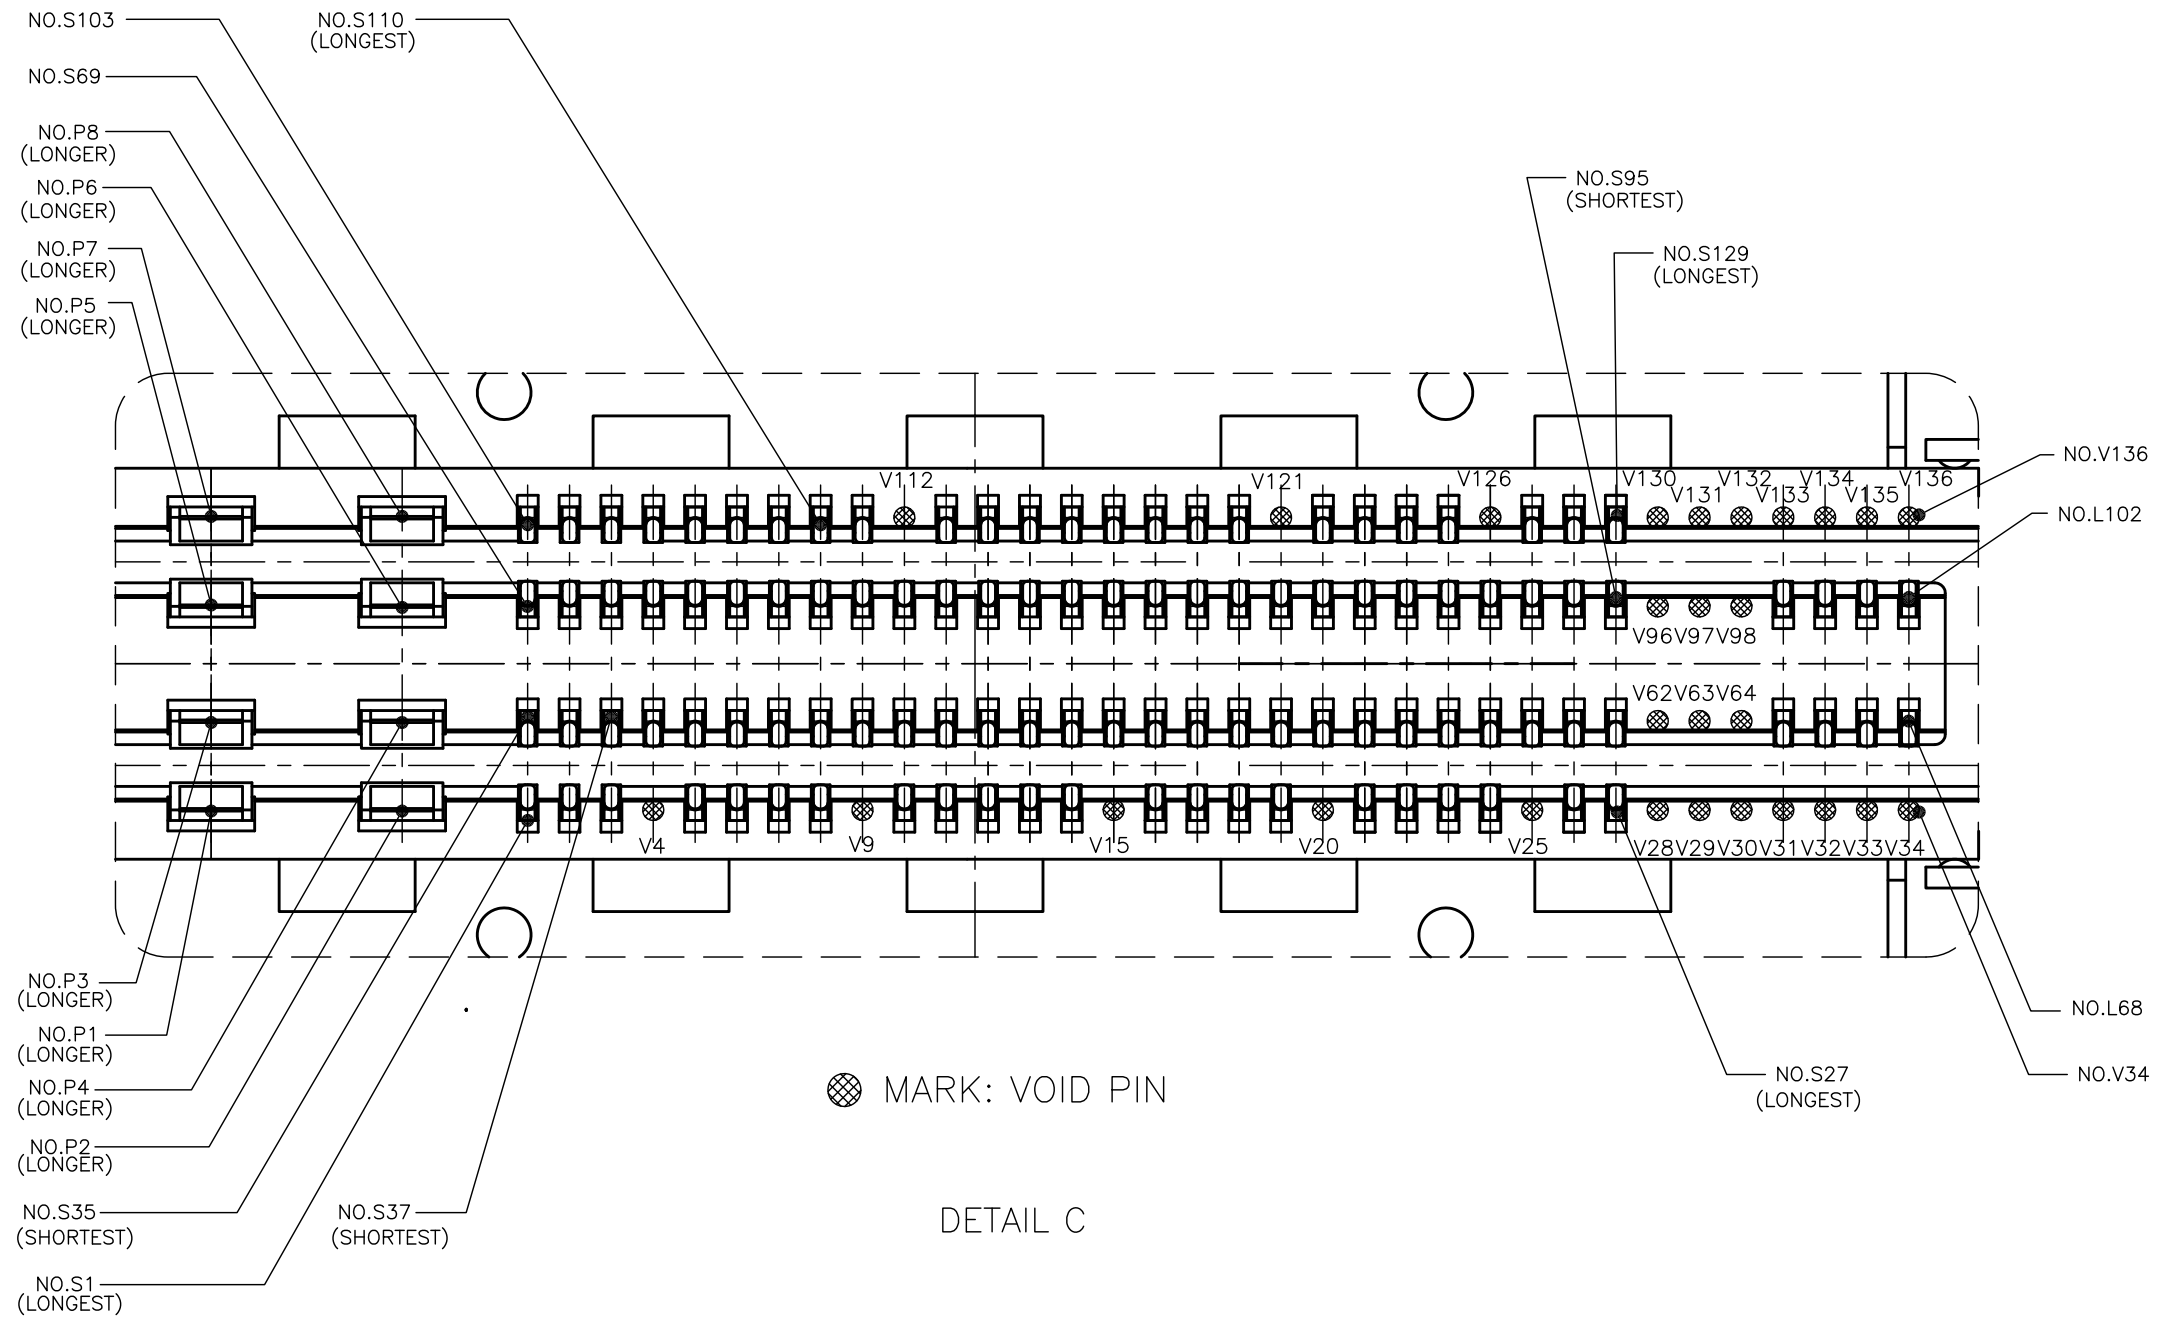 NO.S103
NO.S110
(LONGEST)
NO.S69
NO.P8
(LONGER)
NO.P6
(LONGER)
NO.P7
(LONGER)
NO.P5
(LONGER)
NO.S95
(SHORTEST)
NO.S129
(LONGEST)
NO.V136
NO.L102
V112
V121
V126
V130
V131
V132
V133
V134
V135
V136
V96V97V98
V62V63V64
V4
V9
V15
V20
V25
V28V29V30V31V32V33V34
NO.P3
(LONGER)
NO.P1
(LONGER)
NO.P4
(LONGER)
NO.P2
(LONGER)
NO.S35
(SHORTEST)
NO.S37
(SHORTEST)
NO.S1
(LONGEST)
NO.L68
NO.S27
(LONGEST)
NO.V34
MARK: VOID PIN
DETAIL C